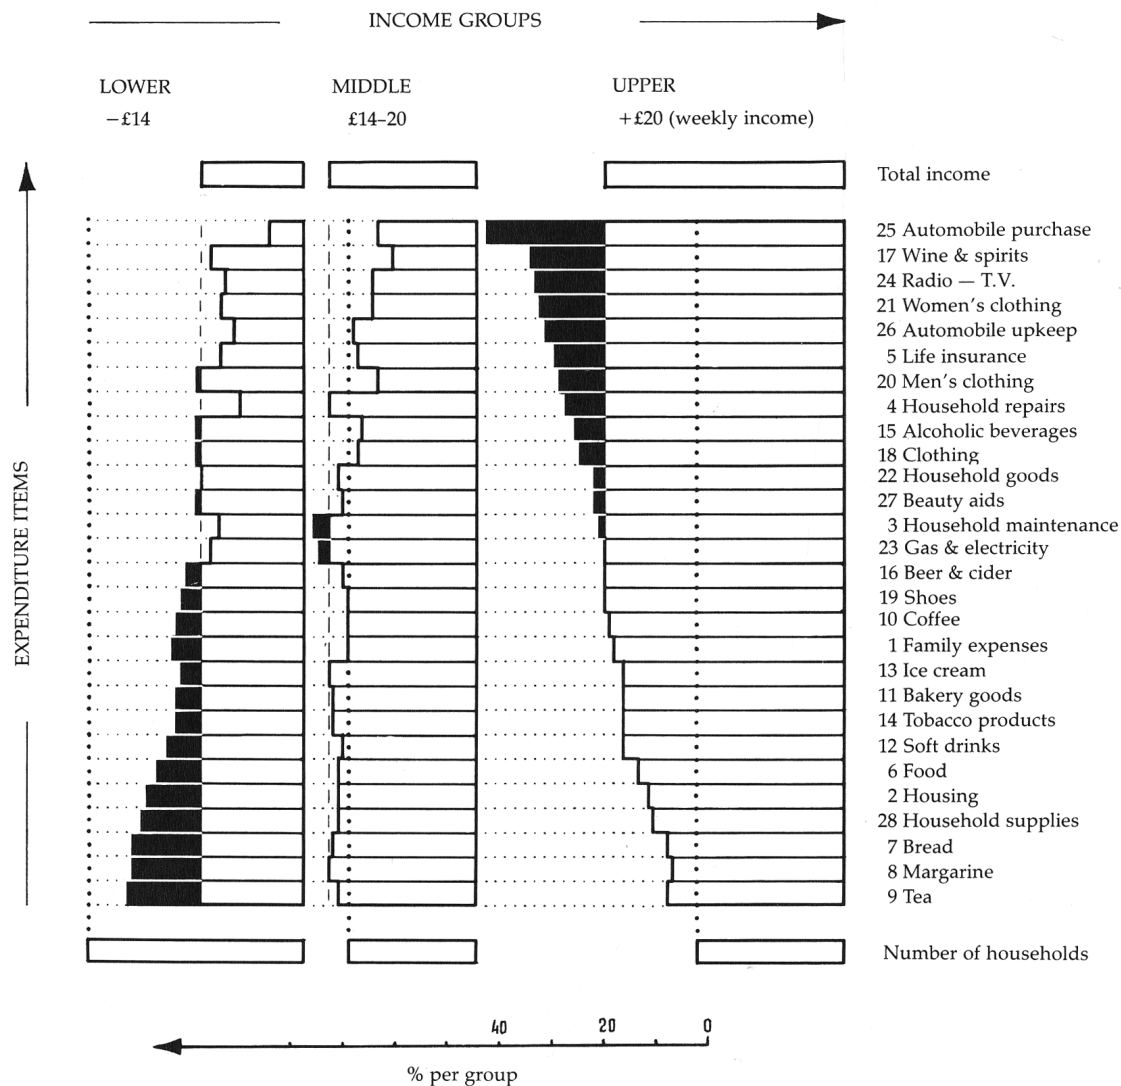 INCOME GROUPS
LOWER MIDDLE UPPER
−£14 £14–20 +£20 (weekly income)
Total income
25 Automobile purchase
17 Wine & spirits
24 Radio — T.V.
21 Women's clothing
26 Automobile upkeep
5 Life insurance
20 Men's clothing
4 Household repairs
15 Alcoholic beverages
18 Clothing
22 Household goods
27 Beauty aids
3 Household maintenance
23 Gas & electricity
16 Beer & cider
19 Shoes
10 Coffee
1 Family expenses
13 Ice cream
11 Bakery goods
14 Tobacco products
12 Soft drinks
6 Food
2 Housing
28 Household supplies
7 Bread
8 Margarine
9 Tea
EXPENDITURE ITEMS
Number of households
40 20 0
% per group